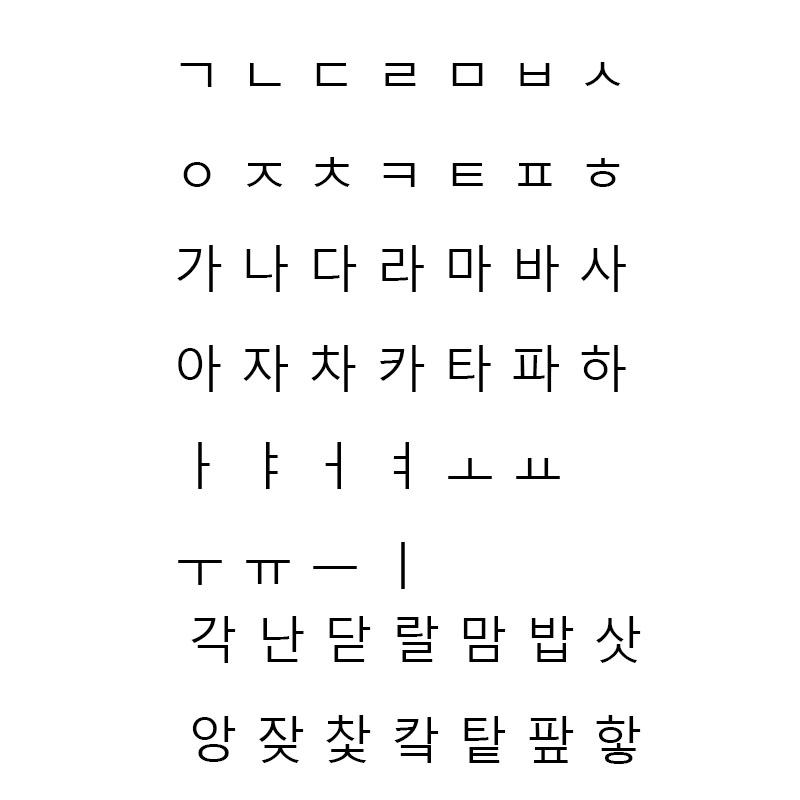 ㄱ ㄴ ㄷ ㄹ ㅁ ㅂ ㅅ
ㅇ ㅈ ㅊ ㅋ ㅌ ㅍ ㅎ
가 나 다 라 마 바 사
아 자 차 카 타 파 하
ㅏ ㅑ ㅓ ㅕ ㅗ ㅛ
ㅜ ㅠ ㅡ ㅣ
각 난 닫 랄 맘 밥 삿
앙 잦 찿 칵 탙 팦 핳